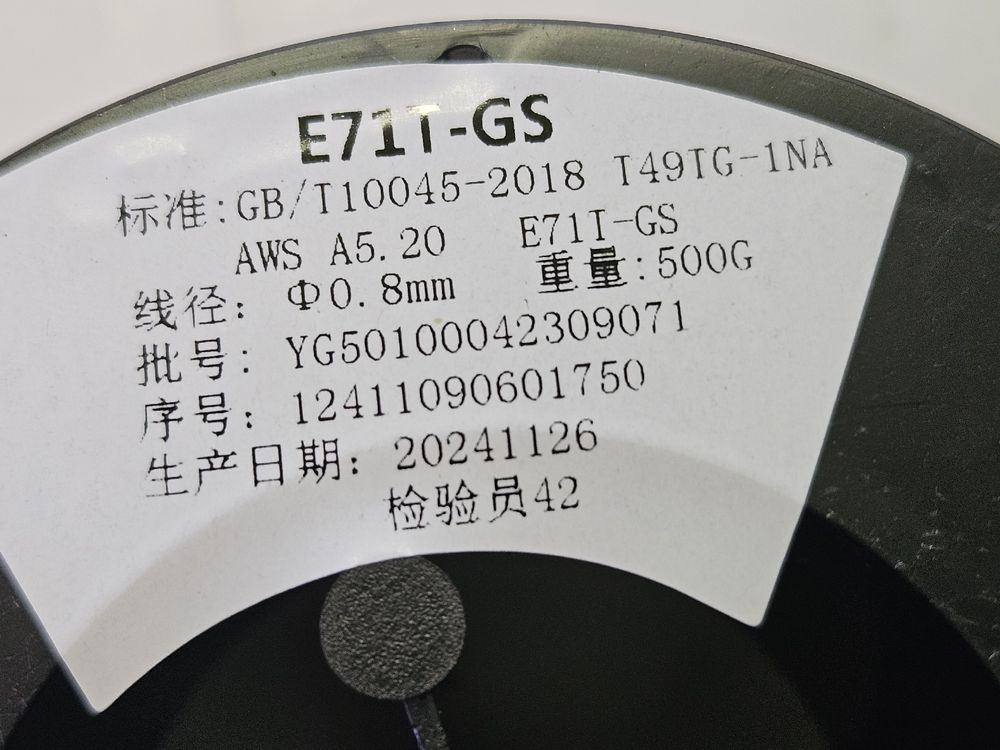 E71T-GS
标准:GB/T10045-2018 T49TG-1NA
AWS A5.20 E71T-GS
线径: Φ0.8mm 重量:500G
批号: YG50100042309071
序号: 12411090601750
生产日期: 20241126
检验员42